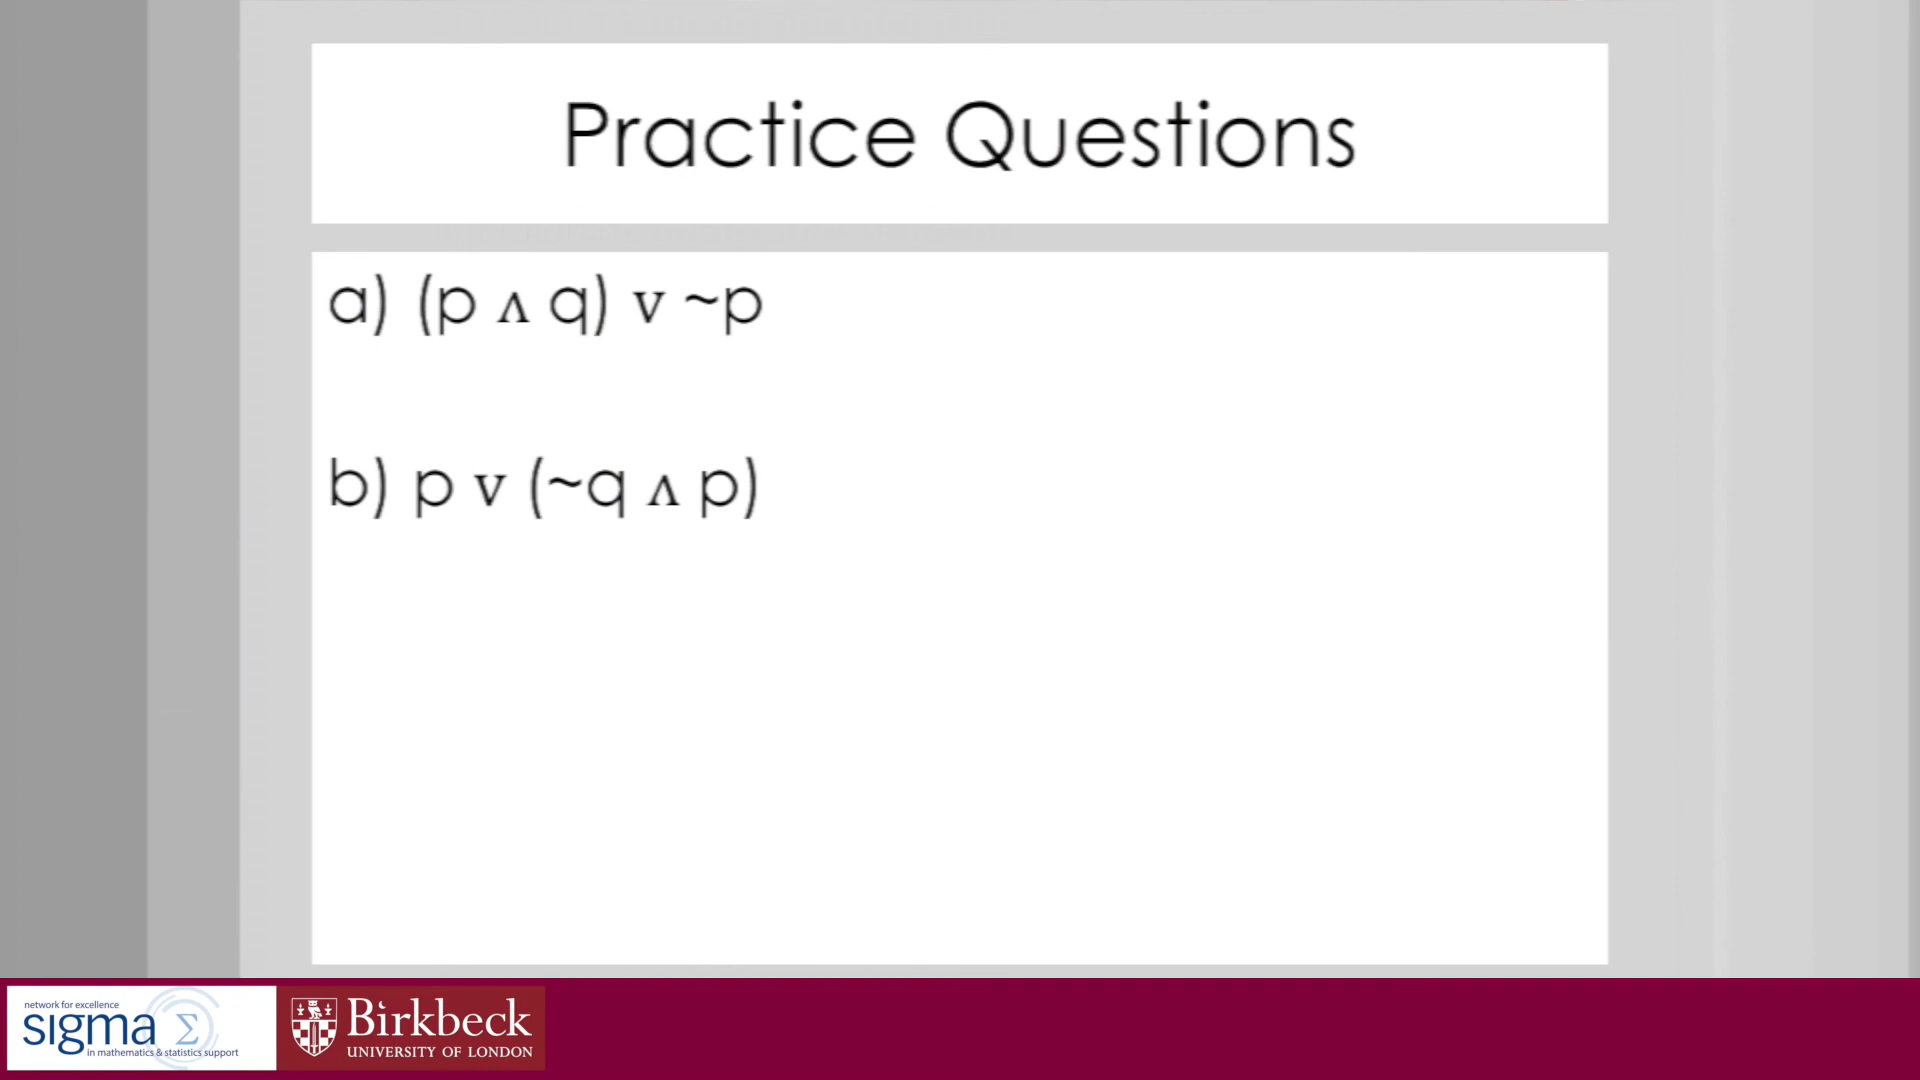 Practice Questions
a) (p ∧ q) v ~p
b) p v (~q ∧ p)
network for excellence
sigma Σ
in mathematics & statistics support
Birkbeck
UNIVERSITY OF LONDON